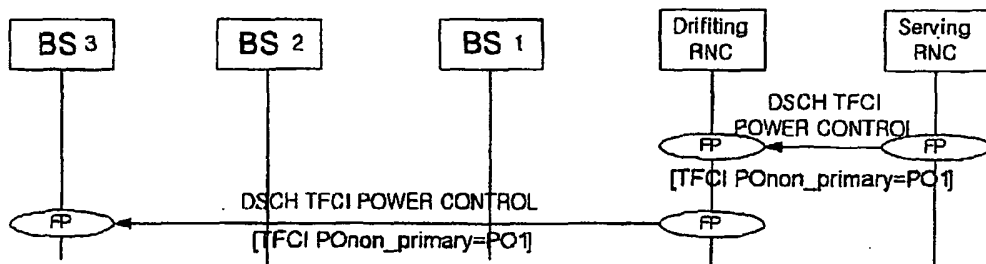 BS 3
BS 2
BS 1
Drifiting
RNC
Serving
RNC
DSCH TFCI
POWER CONTROL
FP
FP
[TFCI POnon_primary=PO1]
DSCH TFCI POWER CONTROL
FP
FP
[TFCI POnon_primary=PO1]